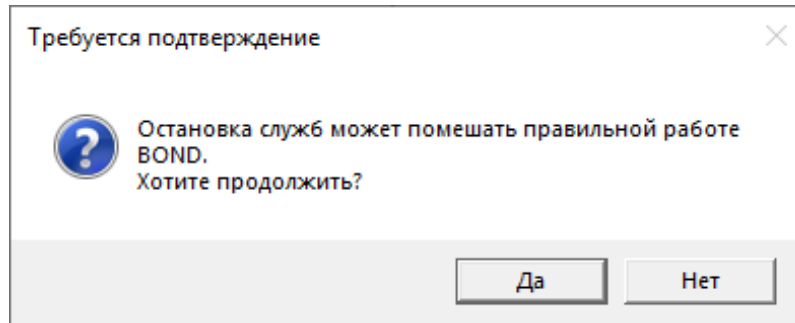 Требуется подтверждение
Остановка служб может помешать правильной работе
BOND.
Хотите продолжить?
Да
Нет